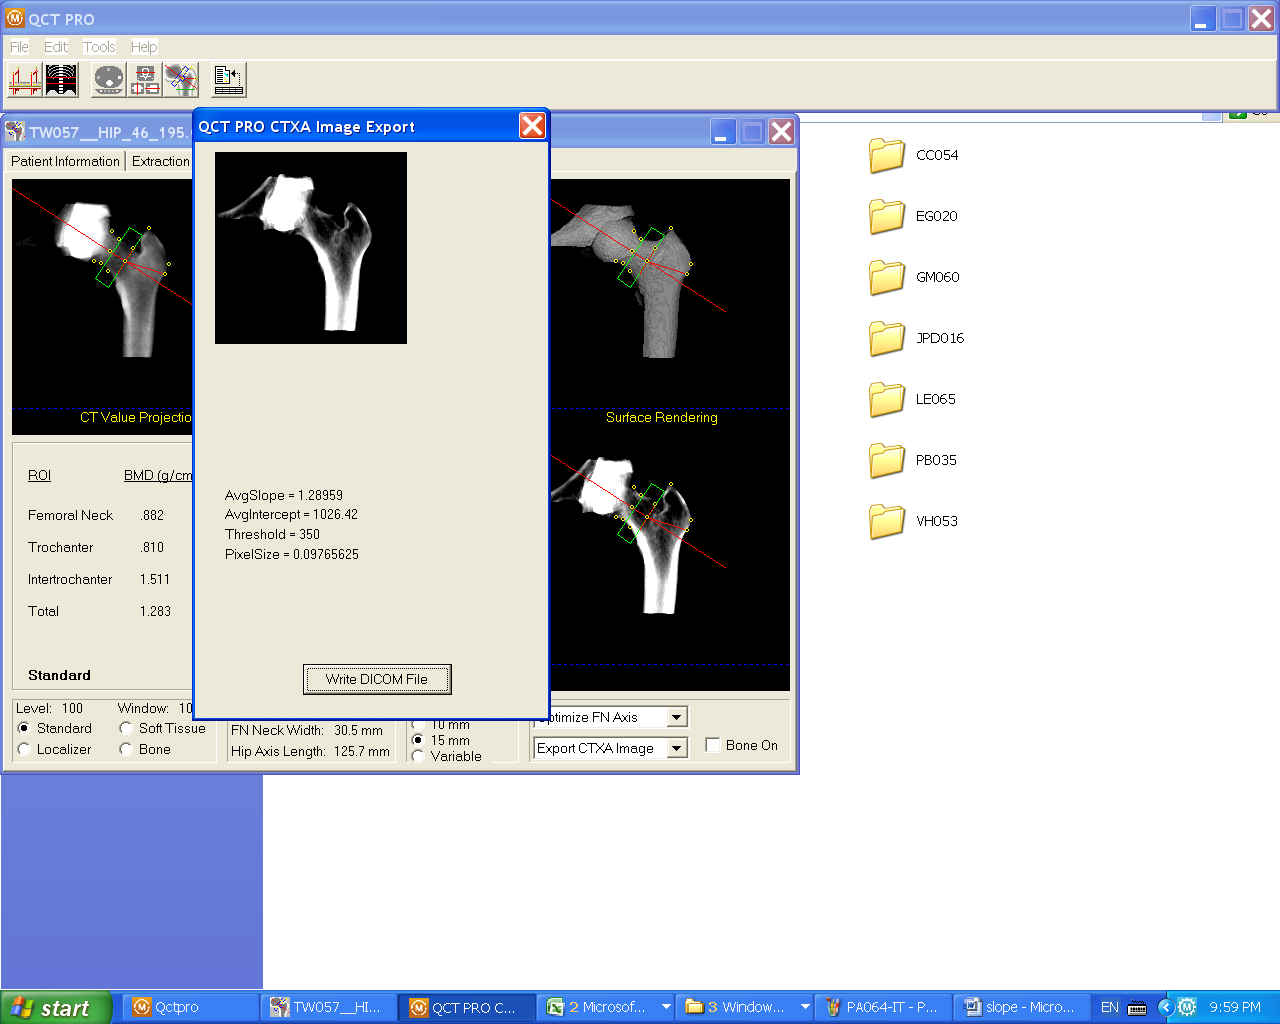 QCT PRO
File Edit Tools Help
TW057__HIP_46_195.
Patient Information Extraction
QCT PRO CTXA Image Export
CT Value Projectio
Surface Rendering
ROI BMD (g/cm
Femoral Neck .882
Trochanter .810
Intertrochanter 1.511
Total 1.283
Standard
AvgSlope = 1.28959
AvgIntercept = 1026.42
Threshold = 350
PixelSize = 0.09765625
Write DICOM File
Level: 100 Window: 10
Standard Soft Tissue
Localizer Bone
FN Neck Width: 30.5 mm
Hip Axis Length: 125.7 mm
10 mm
15 mm
Variable
Optimize FN Axis
Export CTXA Image
Bone On
CC054
EG020
GM060
JPD016
LE065
PB035
VH053
start
Qctpro
TW057__HI...
QCT PRO C...
2 Microsof...
3 Window...
PA064-IT - P...
slope - Micro...
EN
9:59 PM